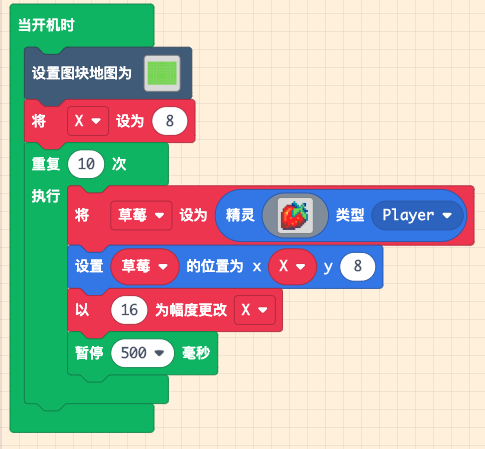 当开机时
设置图块地图为
将 X 设为 8
重复 10 次
执行
将 草莓 设为 精灵 类型 Player
设置 草莓 的位置为 x X y 8
以 16 为幅度更改 X
暂停 500 毫秒